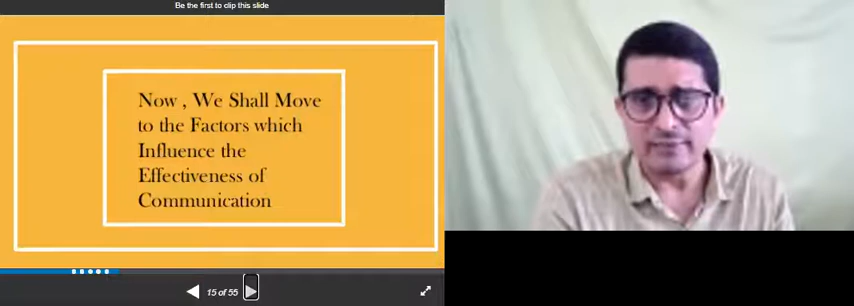 Be the first to clip this slide
Now , We Shall Move
to the Factors which
Influence the
Effectiveness of
Communication
15 of 55